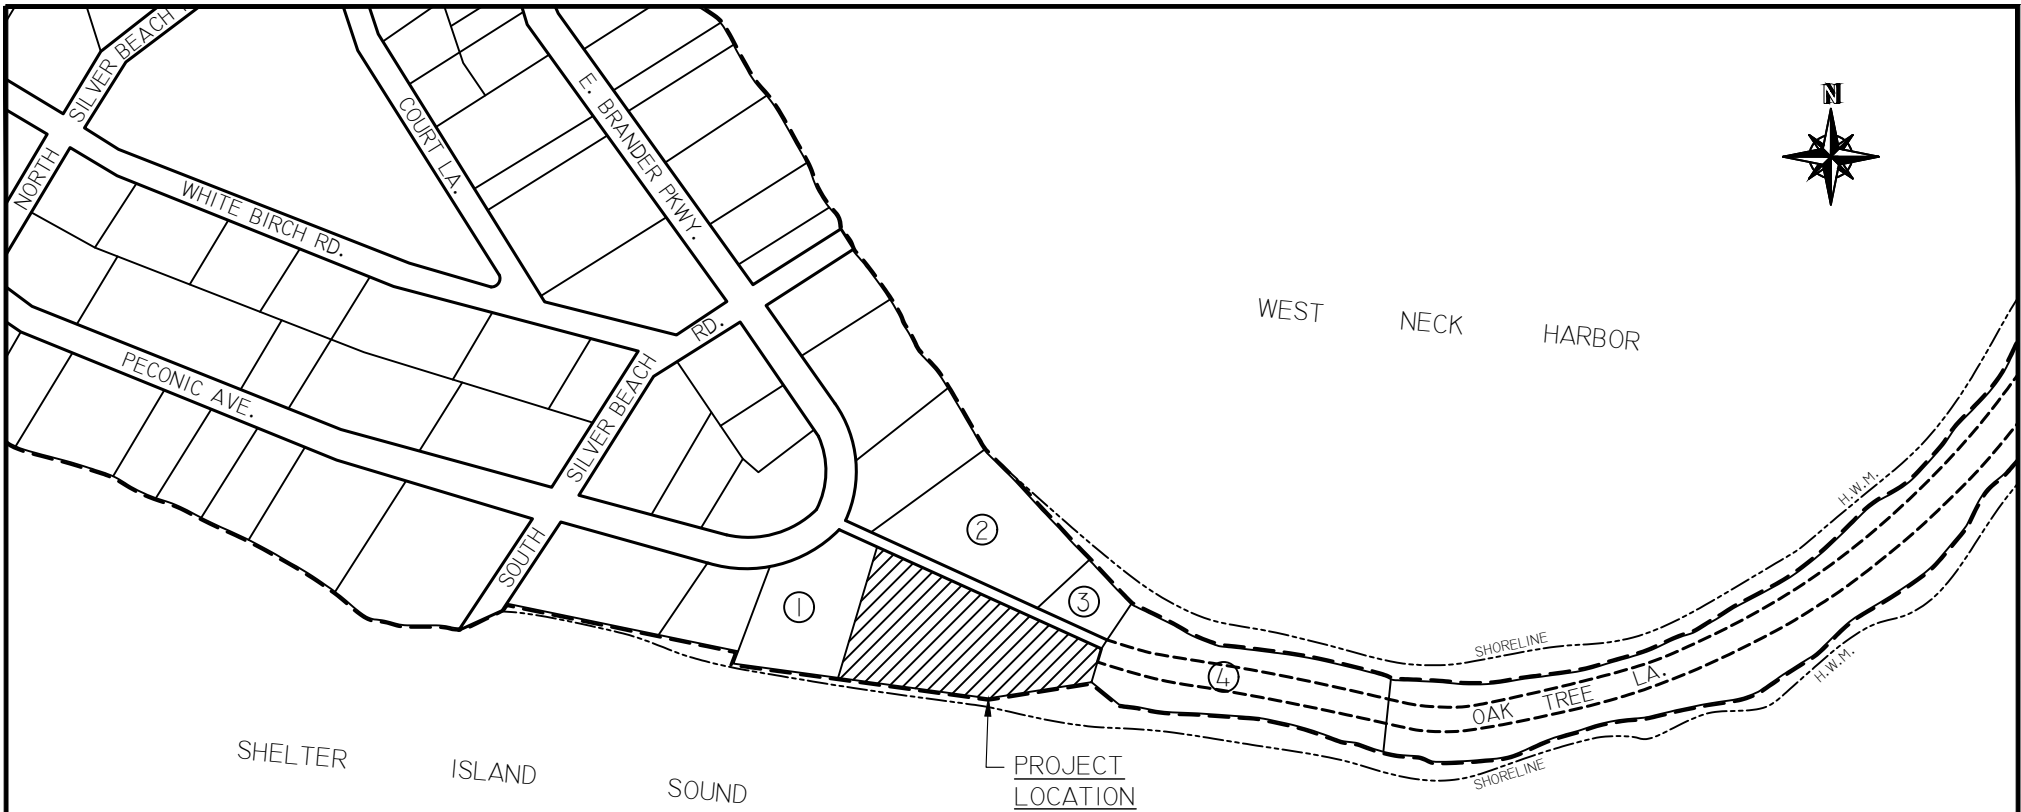 SILVER BEACH
NORTH
N
COURT LA.
E. BRANDER PKWY.
WHITE BIRCH RD.
WEST NECK HARBOR
RD.
SILVER BEACH
PECONIC AVE.
H.W.M.
2
SOUTH
1
3
SHORELINE
4
H.W.M.
OAK TREE LA.
SHORELINE
SHELTER ISLAND SOUND
PROJECT
LOCATION